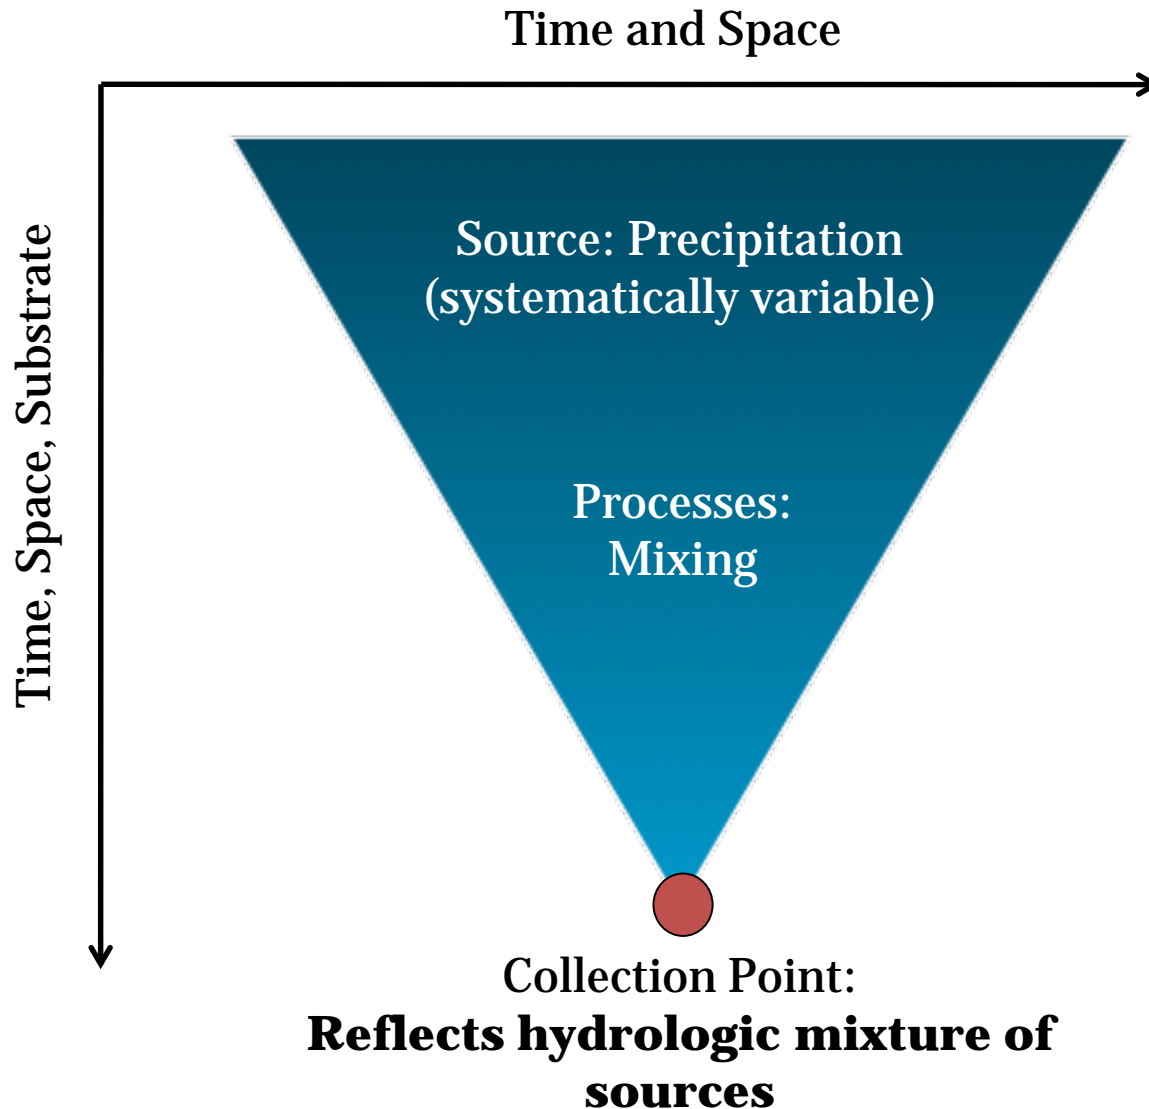 Time and Space
Time, Space, Substrate
Source: Precipitation
(systematically variable)
Processes:
Mixing
Collection Point:
Reflects hydrologic mixture of
sources